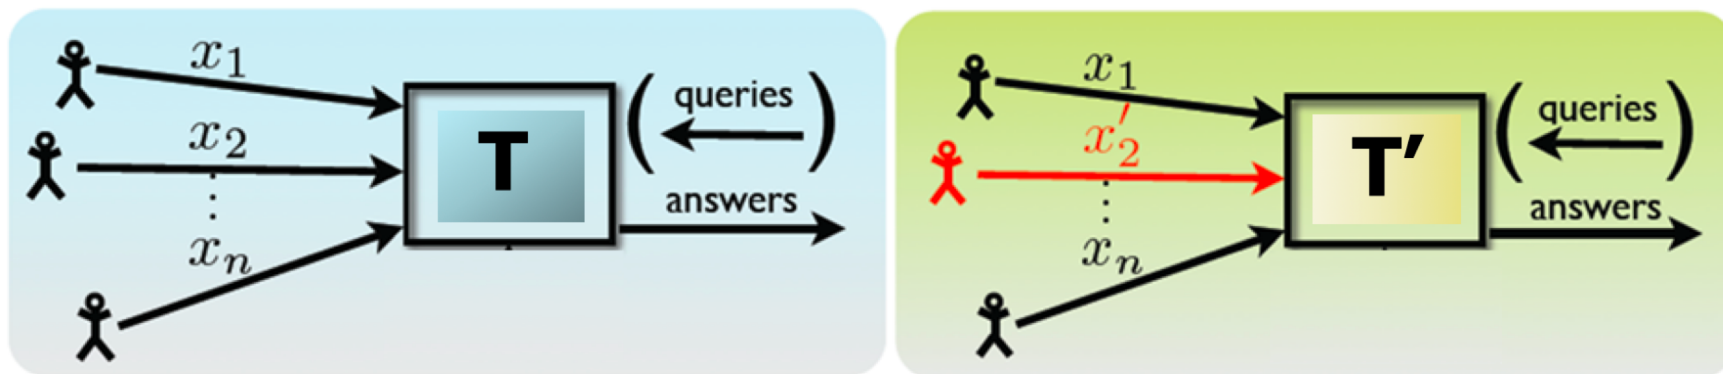 x₁
x₂
⋮
xₙ
T
( queries )
answers
x₁
x₂′
⋮
xₙ
T′
( queries )
answers